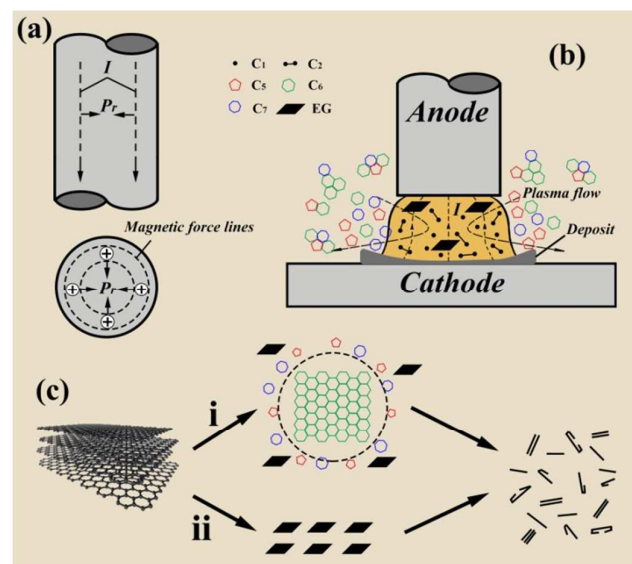 (a)
I
Pr
Magnetic force lines
Pr
(b)
C1 C2
C5 C6
C7 EG
Anode
I
Plasma flow
Deposit
Cathode
(c)
i
ii